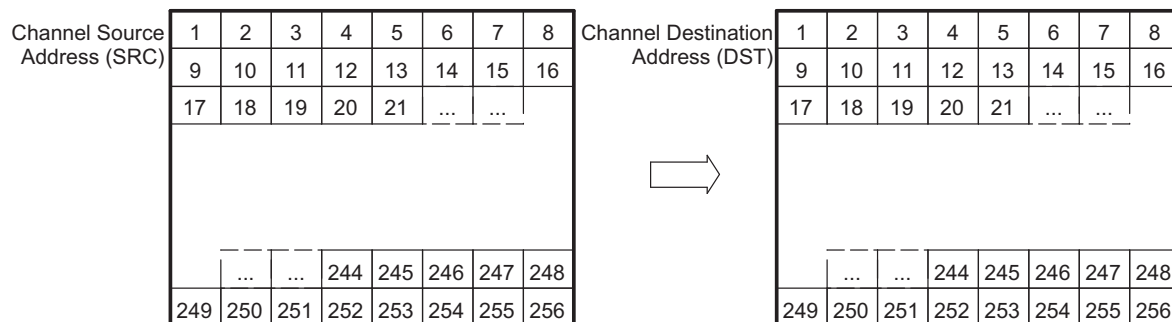 Channel Source Address (SRC)
1 2 3 4 5 6 7 8
9 10 11 12 13 14 15 16
17 18 19 20 21 ... ...
... ... 244 245 246 247 248
249 250 251 252 253 254 255 256
Channel Destination Address (DST)
1 2 3 4 5 6 7 8
9 10 11 12 13 14 15 16
17 18 19 20 21 ... ...
... ... 244 245 246 247 248
249 250 251 252 253 254 255 256